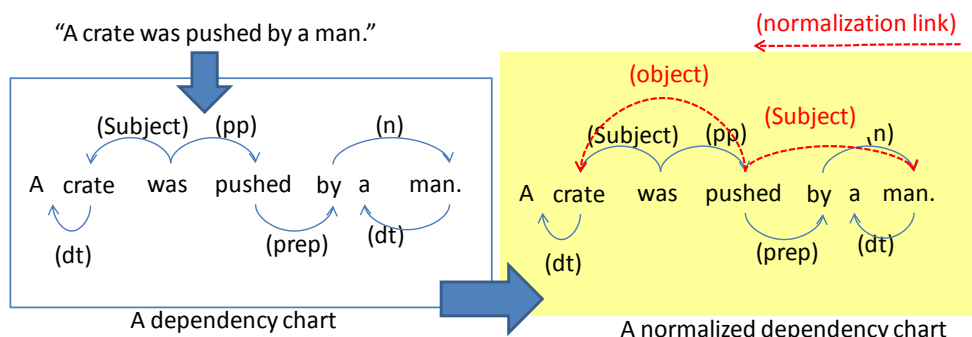 “A crate was pushed by a man.”
(normalization link)
(Subject) (pp) (n)
A crate was pushed by a man.
(dt) (prep) (dt)
A dependency chart
(object)
(Subject) (pp) (Subject) n)
A crate was pushed by a man.
(dt) (prep) (dt)
A normalized dependency chart